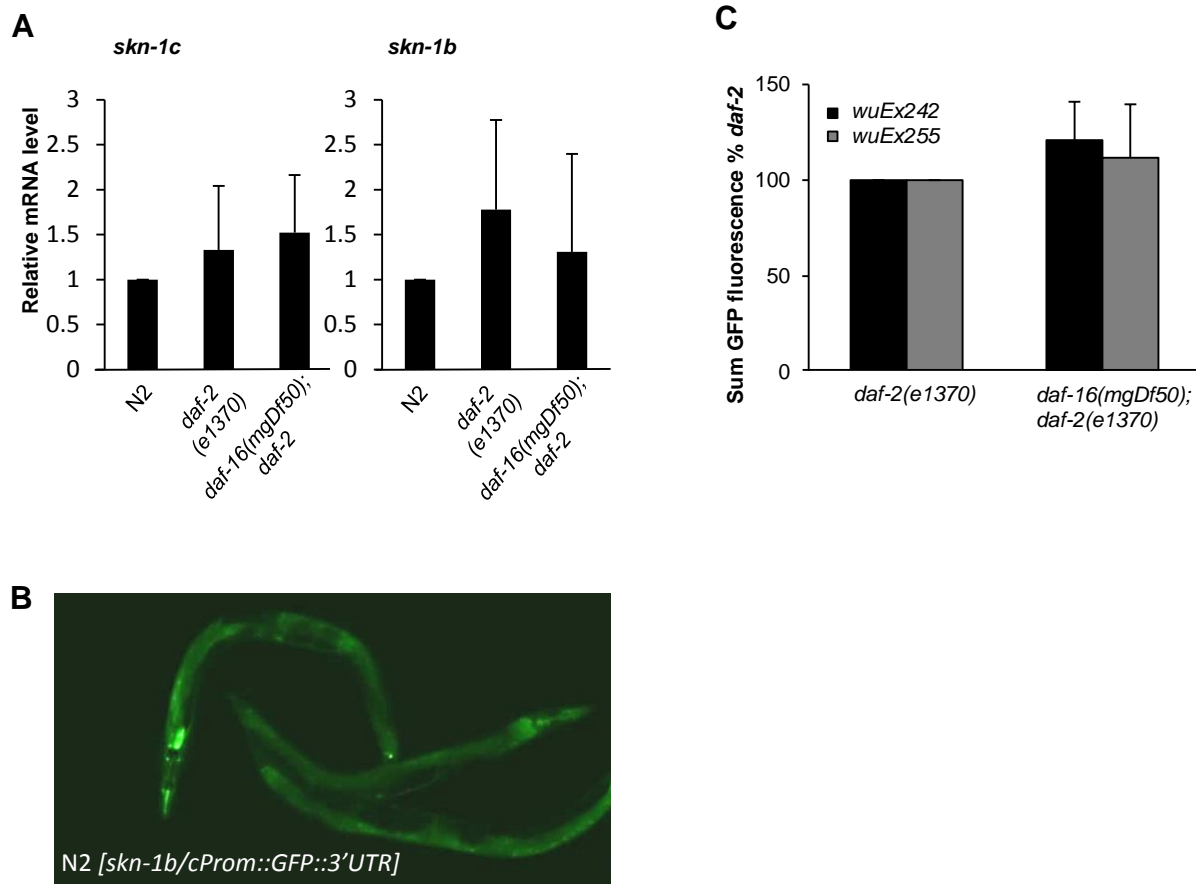 A
skn-1c
skn-1b
Relative mRNA level
3
2.5
2
1.5
1
0.5
0
N2
daf-2
(e1370)
daf-16(mgDf50);
daf-2
3
2.5
2
1.5
1
0.5
0
N2
daf-2
(e1370)
daf-16(mgDf50);
daf-2
B
N2 [skn-1b/cProm::GFP::3'UTR]
C
Sum GFP fluorescence % daf-2
150
100
50
0
wuEx242
wuEx255
daf-2(e1370)
daf-16(mgDf50);
daf-2(e1370)